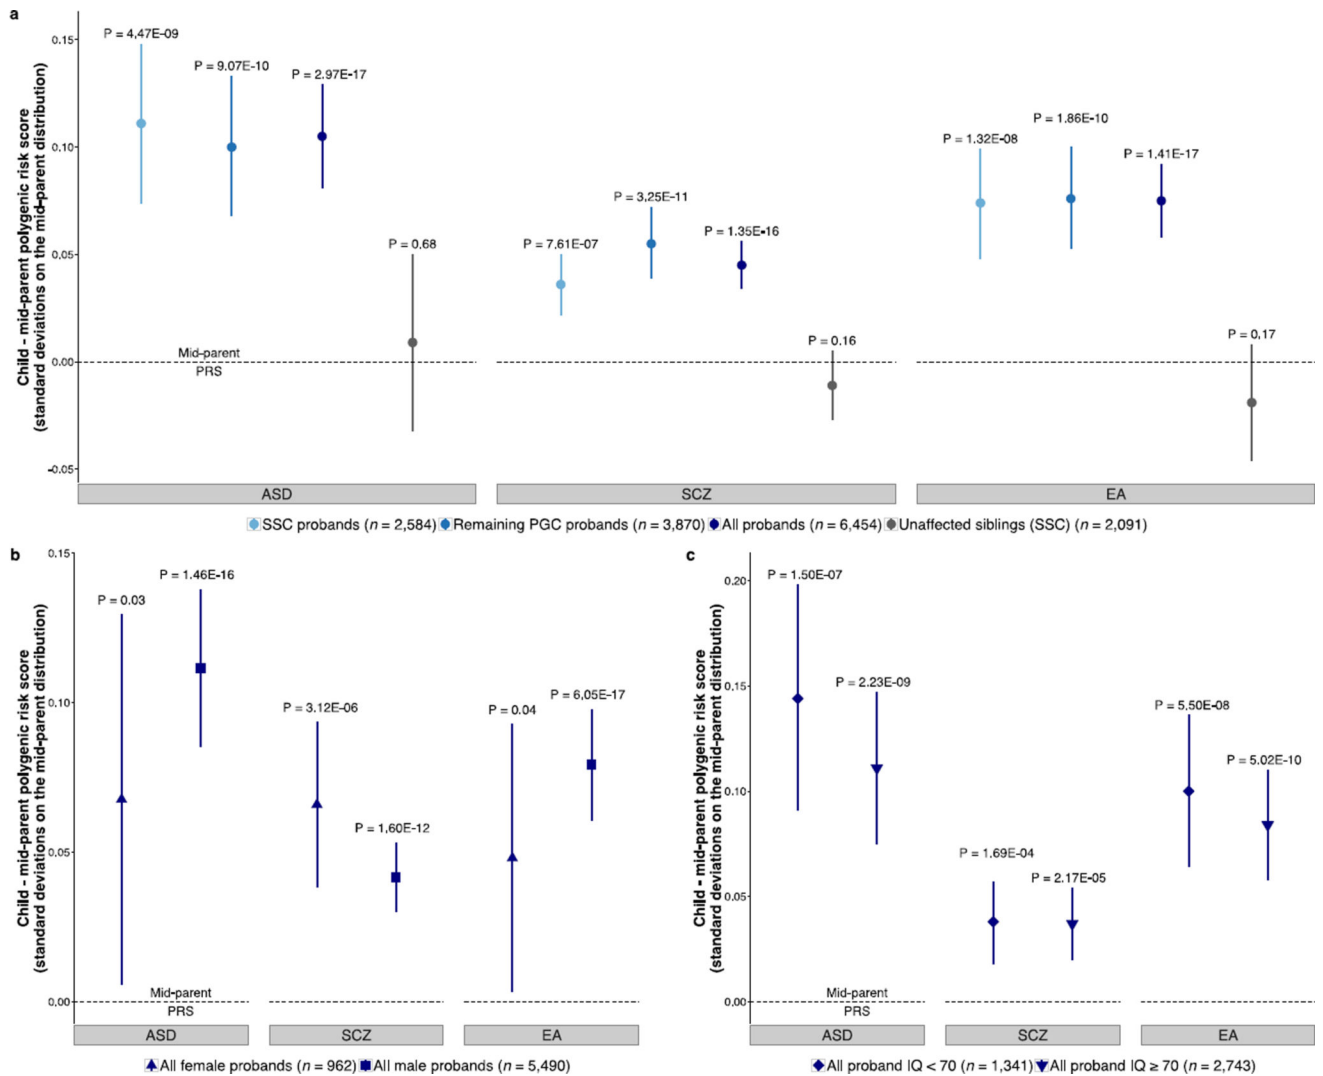 a
Child - mid-parent polygenic risk score
(standard deviations on the mid-parent distribution)
0.15
0.10
0.05
0.00
-0.05
P = 4.47E-09
P = 9.07E-10
P = 2.97E-17
P = 0.68
Mid-parent
PRS
P = 7.61E-07
P = 3.25E-11
P = 1.35E-16
P = 0.16
P = 1.32E-08
P = 1.86E-10
P = 1.41E-17
P = 0.17
ASD
SCZ
EA
SSC probands (n = 2,584) Remaining PGC probands (n = 3,870) All probands (n = 6,454) Unaffected siblings (SSC) (n = 2,091)
b
Child - mid-parent polygenic risk score
(standard deviations on the mid-parent distribution)
0.15
0.10
0.05
0.00
P = 0.03
P = 1.46E-16
P = 3.12E-06
P = 1.60E-12
P = 0.04
P = 6.05E-17
Mid-parent
PRS
ASD
SCZ
EA
All female probands (n = 962) All male probands (n = 5,490)
c
Child - mid-parent polygenic risk score
(standard deviations on the mid-parent distribution)
0.20
0.15
0.10
0.05
0.00
P = 1.50E-07
P = 2.23E-09
P = 1.69E-04
P = 2.17E-05
P = 5.50E-08
P = 5.02E-10
Mid-parent
PRS
ASD
SCZ
EA
All proband IQ < 70 (n = 1,341) All proband IQ ≥ 70 (n = 2,743)